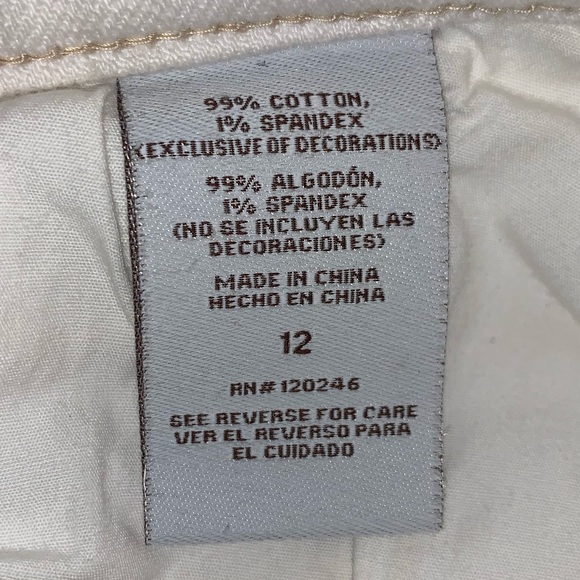 99% COTTON,
1% SPANDEX
(EXCLUSIVE OF DECORATIONS)
99% ALGODÓN,
1% SPANDEX
(NO SE INCLUYEN LAS
DECORACIONES)
MADE IN CHINA
HECHO EN CHINA
12
RN#120246
SEE REVERSE FOR CARE
VER EL REVERSO PARA
EL CUIDADO